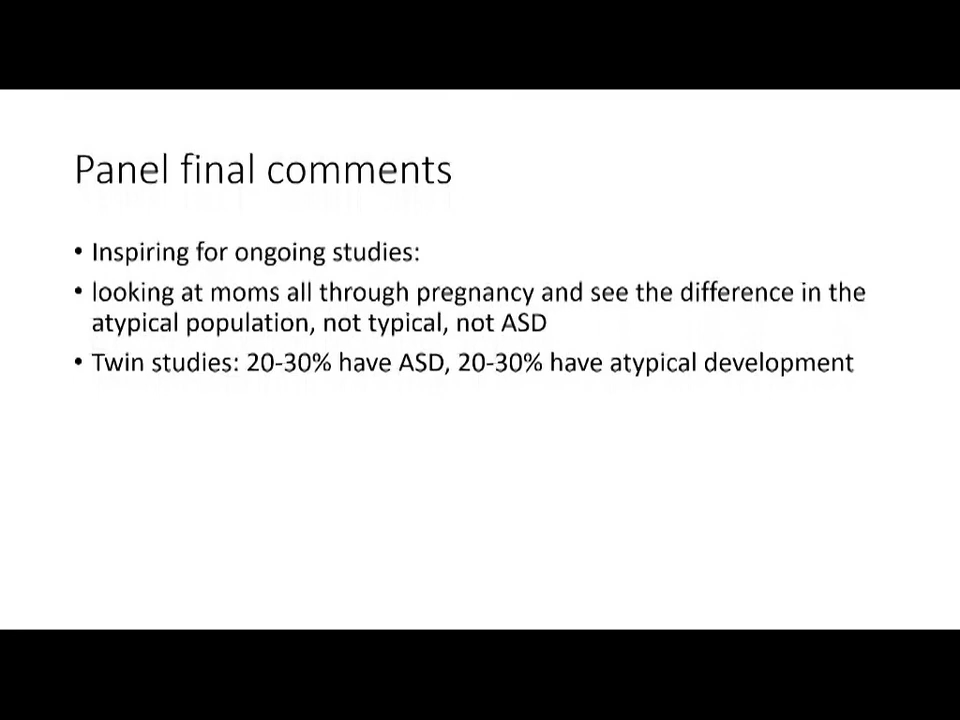 Panel final comments
• Inspiring for ongoing studies:
• looking at moms all through pregnancy and see the difference in the
atypical population, not typical, not ASD
• Twin studies: 20-30% have ASD, 20-30% have atypical development